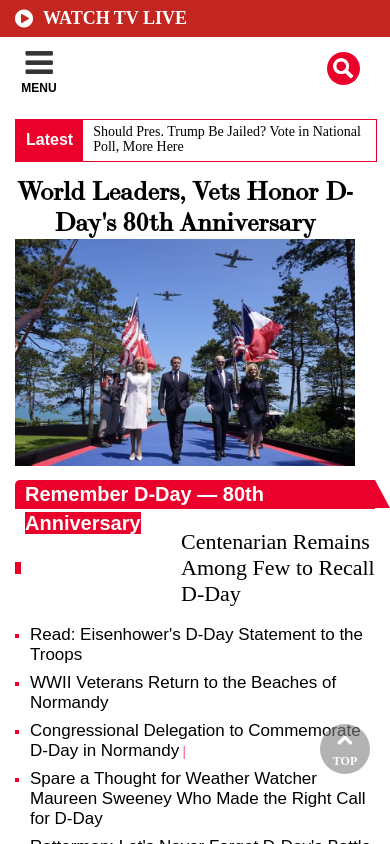 WATCH TV LIVE
MENU
Latest
Should Pres. Trump Be Jailed? Vote in National
Poll, More Here
World Leaders, Vets Honor D-
Day's 80th Anniversary
Remember D-Day — 80th
Anniversary
Centenarian Remains
Among Few to Recall
D-Day
Read: Eisenhower's D-Day Statement to the
Troops
WWII Veterans Return to the Beaches of
Normandy
Congressional Delegation to Commemorate
D-Day in Normandy |
TOP
Spare a Thought for Weather Watcher
Maureen Sweeney Who Made the Right Call
for D-Day